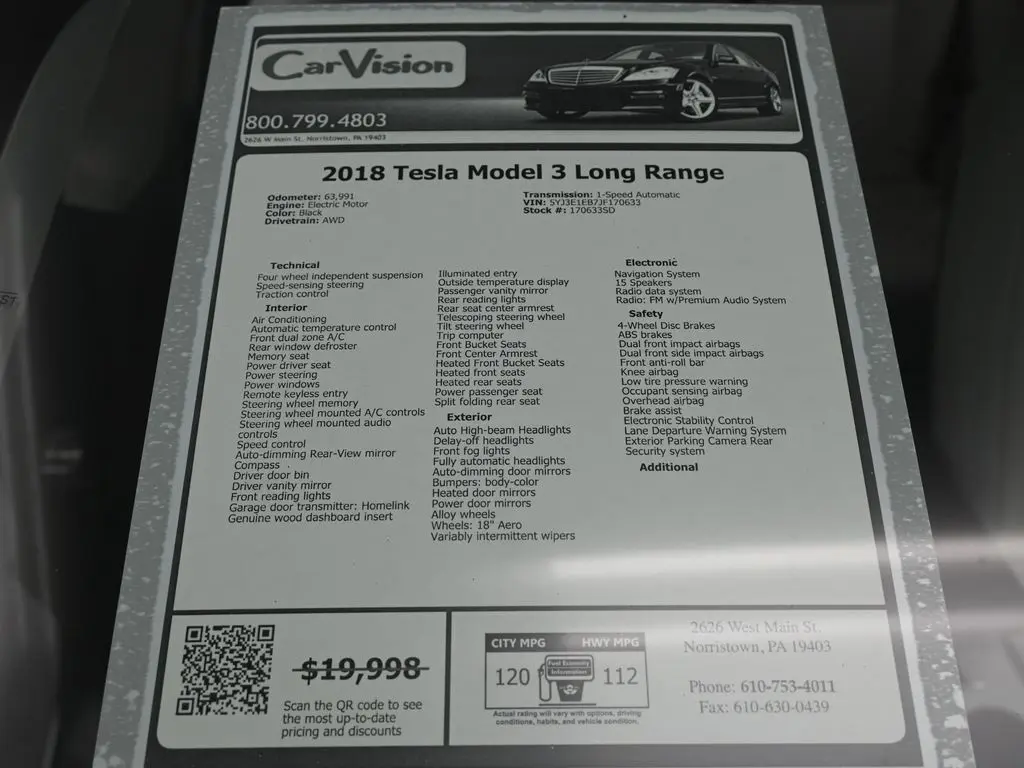 CarVision
800.799.4803
2626 W Main St. Norristown, PA 19403
2018 Tesla Model 3 Long Range
Odometer: 63,991
Engine: Electric Motor
Color: Black
Drivetrain: AWD
Transmission: 1-Speed Automatic
VIN: 5YJ3E1EB7JF170633
Stock #: 170633SD
Technical
Four wheel independent suspension
Speed-sensing steering
Traction control
Interior
Air Conditioning
Automatic temperature control
Front dual zone A/C
Rear window defroster
Memory seat
Power driver seat
Power steering
Power windows
Remote keyless entry
Steering wheel memory
Steering wheel mounted A/C controls
Steering wheel mounted audio
controls
Speed control
Auto-dimming Rear-View mirror
Compass
Driver door bin
Driver vanity mirror
Front reading lights
Garage door transmitter: Homelink
Genuine wood dashboard insert
Illuminated entry
Outside temperature display
Passenger vanity mirror
Rear reading lights
Rear seat center armrest
Telescoping steering wheel
Tilt steering wheel
Trip computer
Front Bucket Seats
Front Center Armrest
Heated Front Bucket Seats
Heated front seats
Heated rear seats
Power passenger seat
Split folding rear seat
Exterior
Auto High-beam Headlights
Delay-off headlights
Front fog lights
Fully automatic headlights
Auto-dimming door mirrors
Bumpers: body-color
Heated door mirrors
Power door mirrors
Alloy wheels
Wheels: 18" Aero
Variably intermittent wipers
Electronic
Navigation System
15 Speakers
Radio data system
Radio: FM w/Premium Audio System
Safety
4-Wheel Disc Brakes
ABS brakes
Dual front impact airbags
Dual front side impact airbags
Front anti-roll bar
Knee airbag
Low tire pressure warning
Occupant sensing airbag
Overhead airbag
Brake assist
Electronic Stability Control
Lane Departure Warning System
Exterior Parking Camera Rear
Security system
Additional
$19,998
Scan the QR code to see
the most up-to-date
pricing and discounts
CITY MPG HWY MPG
120 Fuel Economy Information 112
Actual rating will vary with options, driving
conditions, habits, and vehicle condition.
2626 West Main St.
Norristown, PA 19403
Phone: 610-753-4011
Fax: 610-630-0439